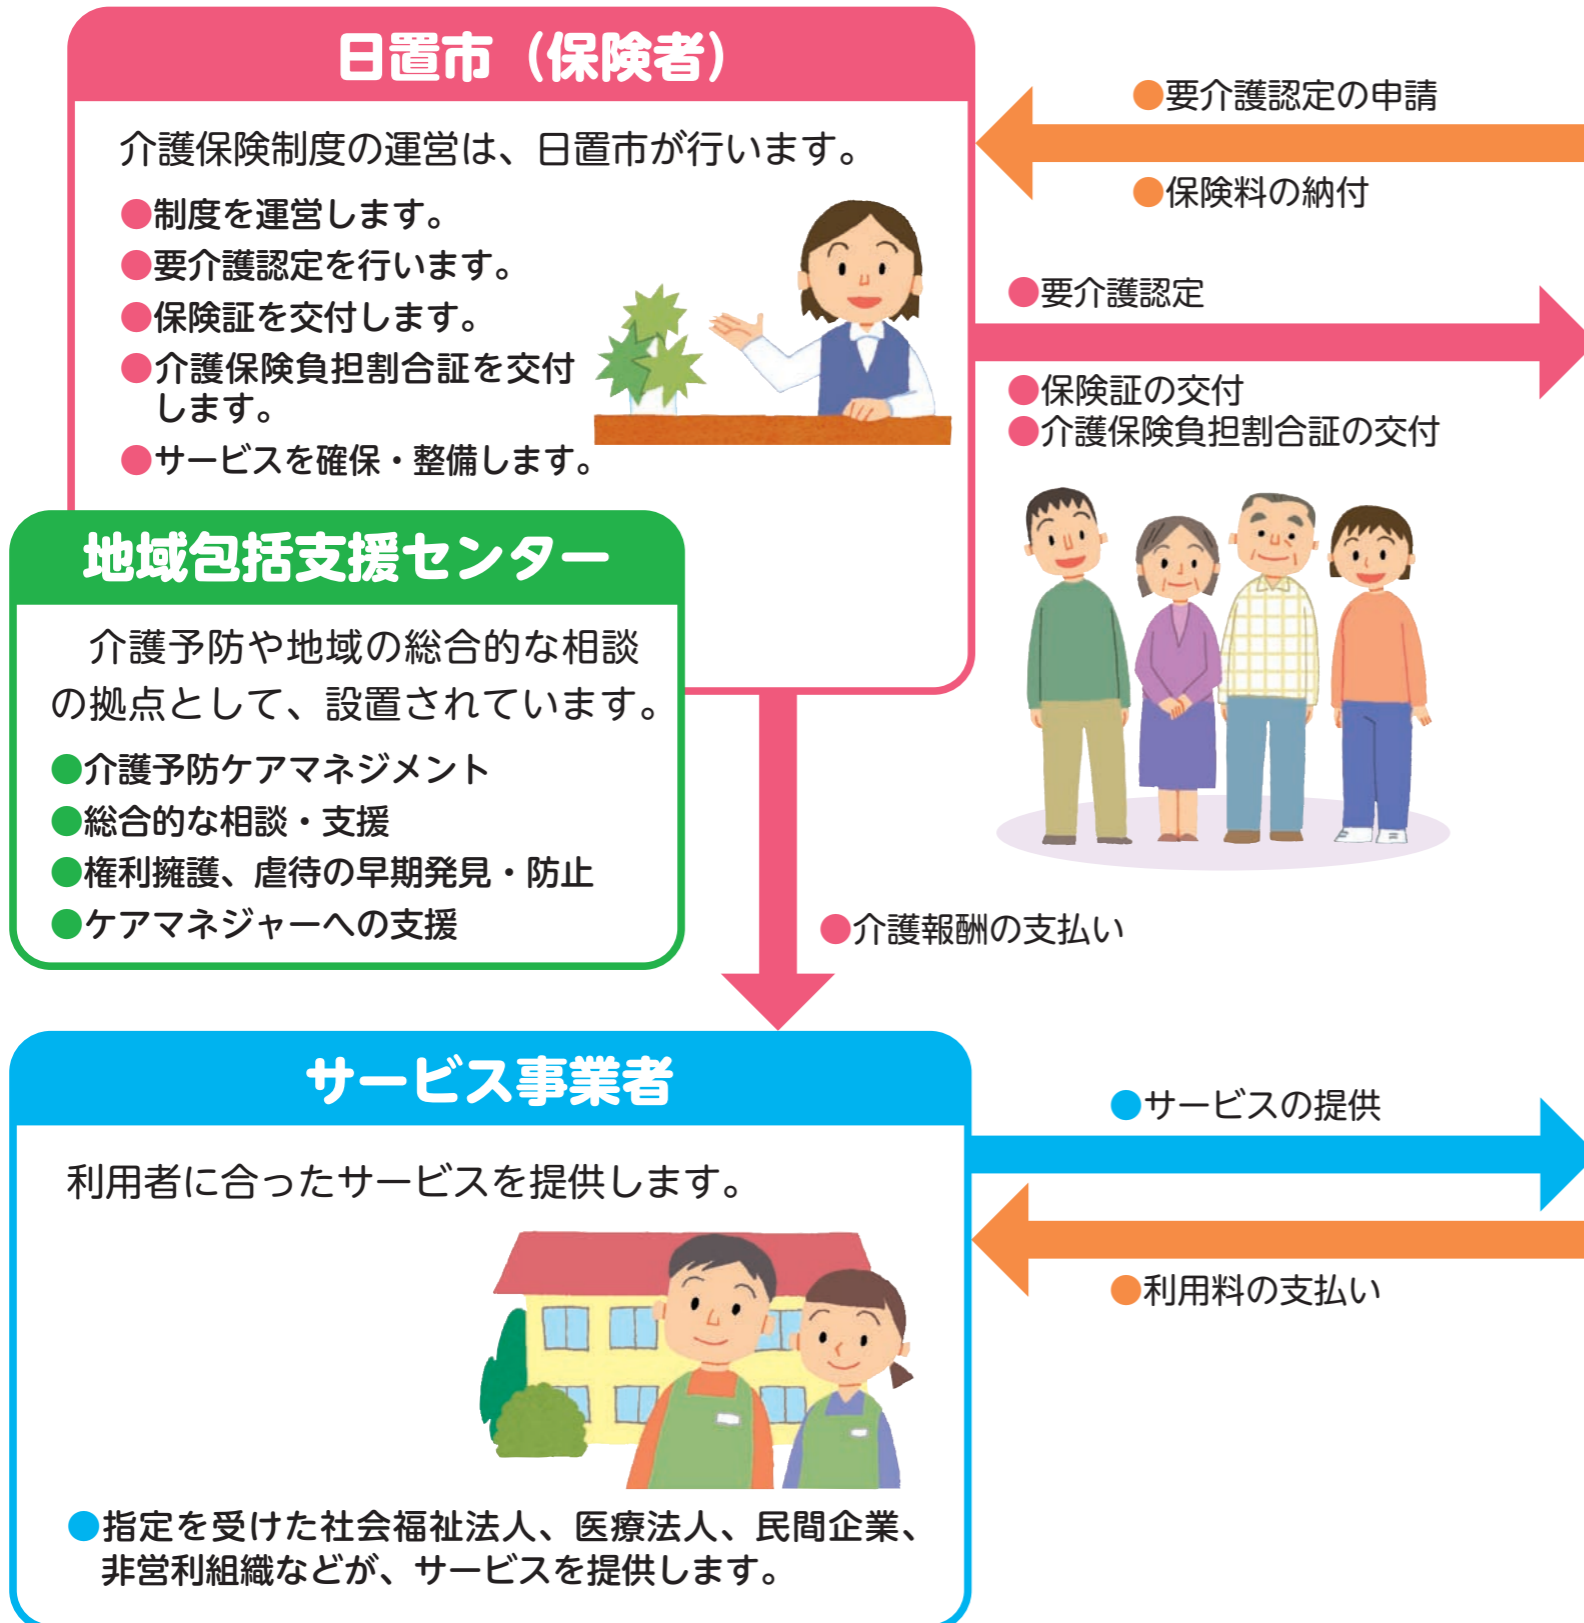 日置市（保険者）
介護保険制度の運営は、日置市が行います。
●制度を運営します。
●要介護認定を行います。
●保険証を交付します。
●介護保険負担割合証を交付
します。
●サービスを確保・整備します。
●要介護認定の申請
●保険料の納付
●要介護認定
●保険証の交付
●介護保険負担割合証の交付
地域包括支援センター
介護予防や地域の総合的な相談
の拠点として、設置されています。
●介護予防ケアマネジメント
●総合的な相談・支援
●権利擁護、虐待の早期発見・防止
●ケアマネジャーへの支援
●介護報酬の支払い
サービス事業者
利用者に合ったサービスを提供します。
●指定を受けた社会福祉法人、医療法人、民間企業、
非営利組織などが、サービスを提供します。
●サービスの提供
●利用料の支払い